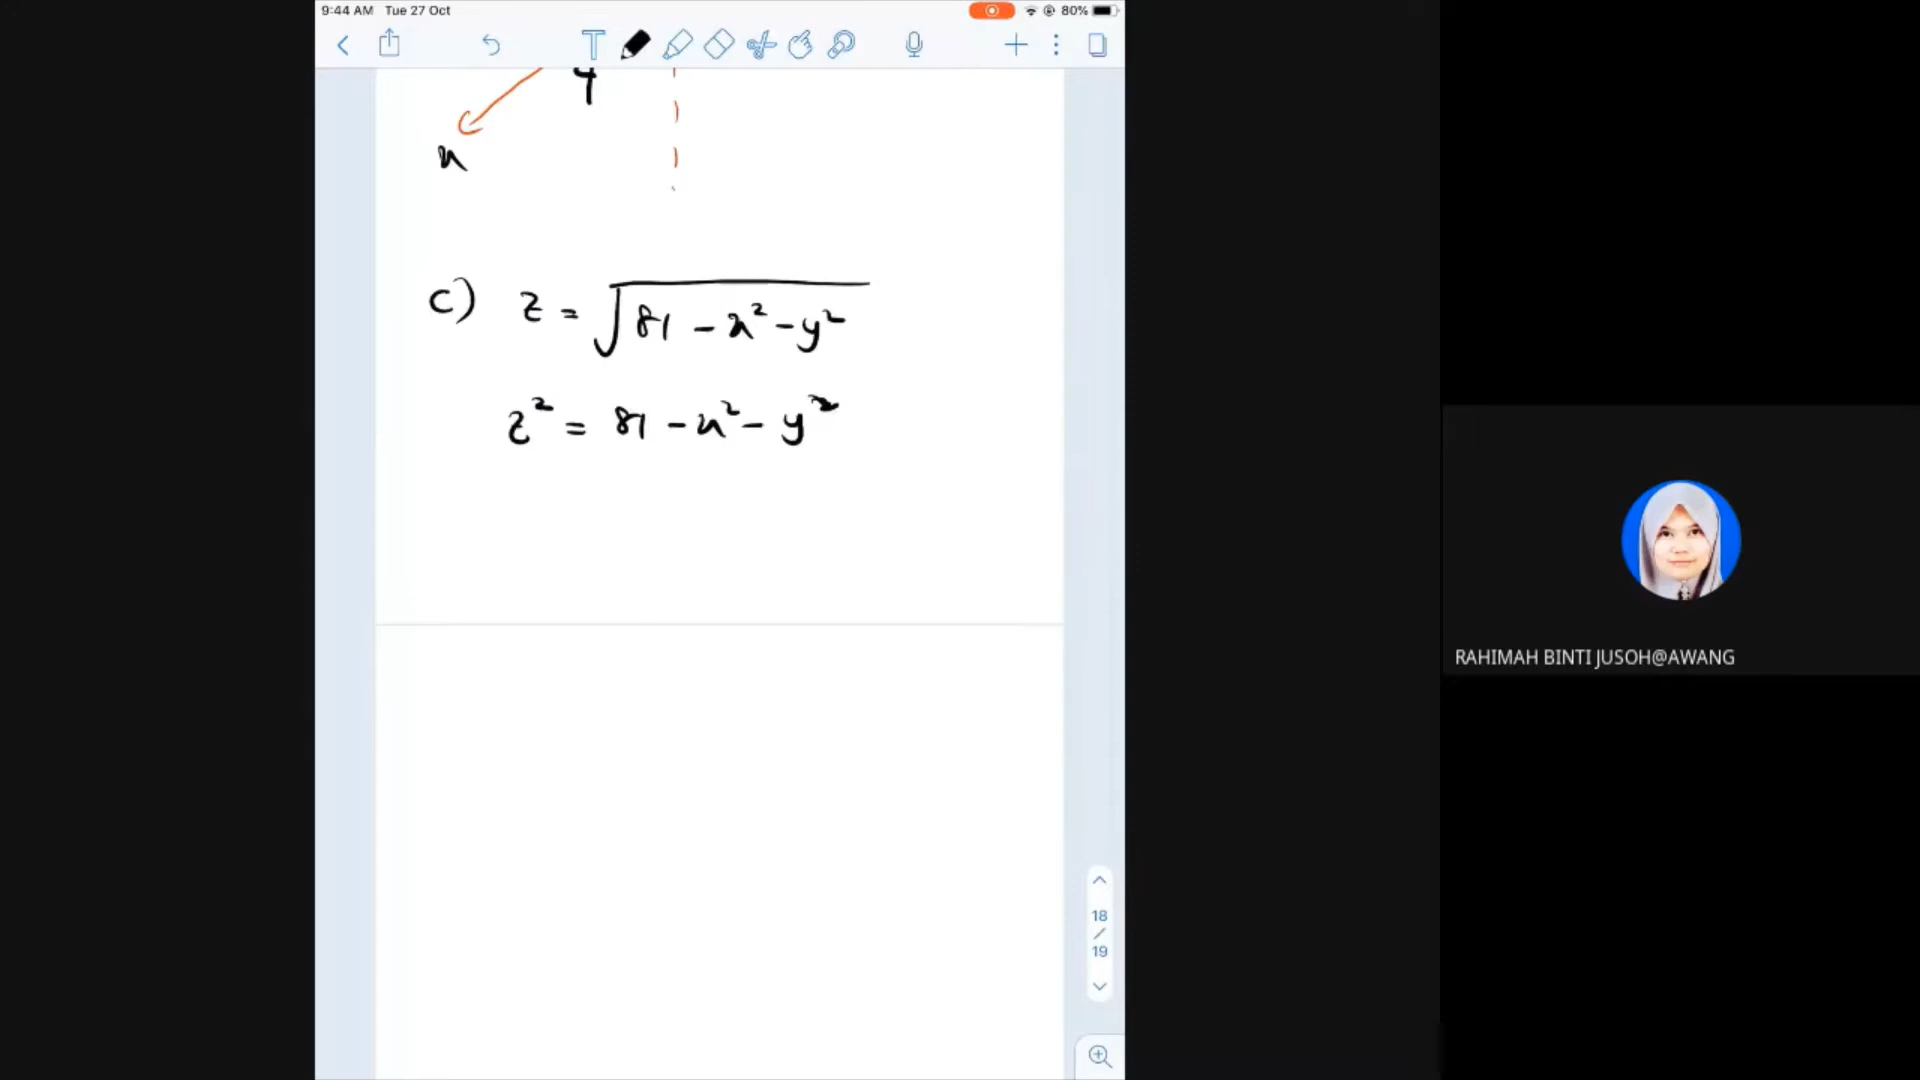 9:44 AM Tue 27 Oct 80%
T
4
x
c) z = √81 - x² - y²
z² = 81 - x² - y²
RAHIMAH BINTI JUSOH@AWANG
18
/
19